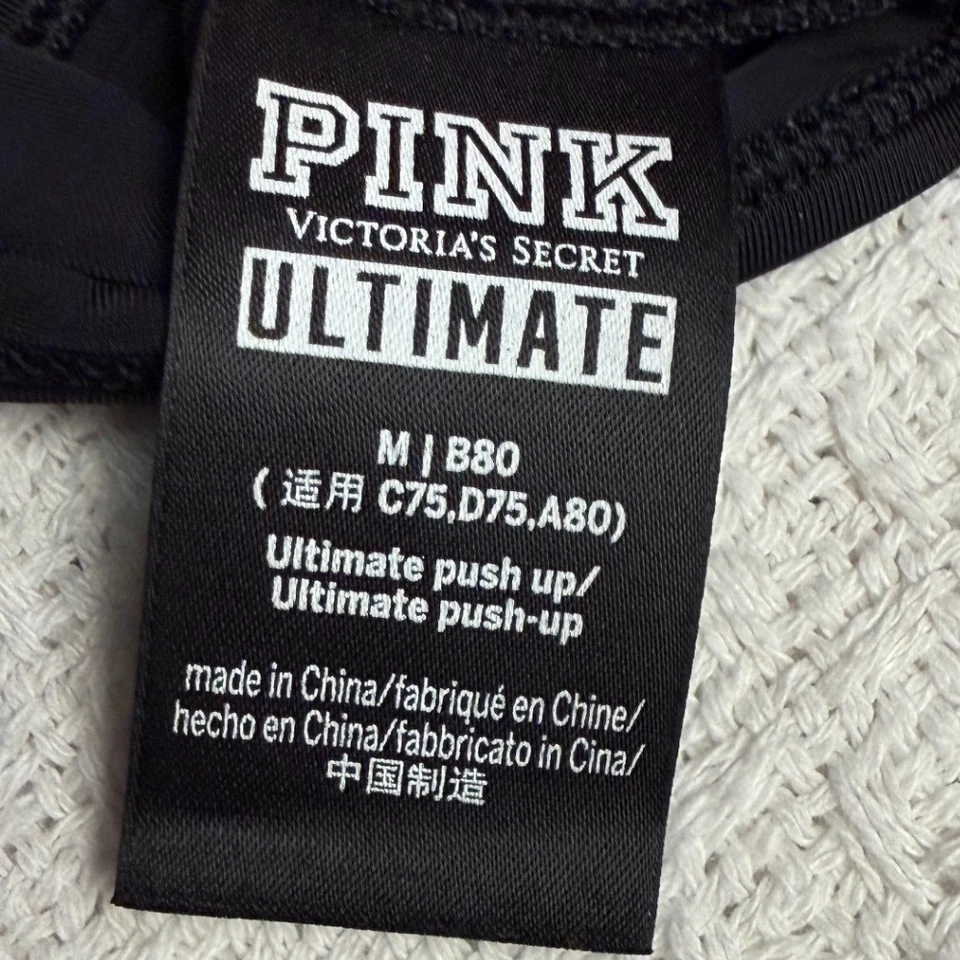 PINK
VICTORIA'S SECRET
ULTIMATE
M | B80
( 适用 C75,D75,A80)
Ultimate push up/
Ultimate push-up
made in China/fabriqué en Chine/
hecho en China/fabbricato in Cina/
中国制造